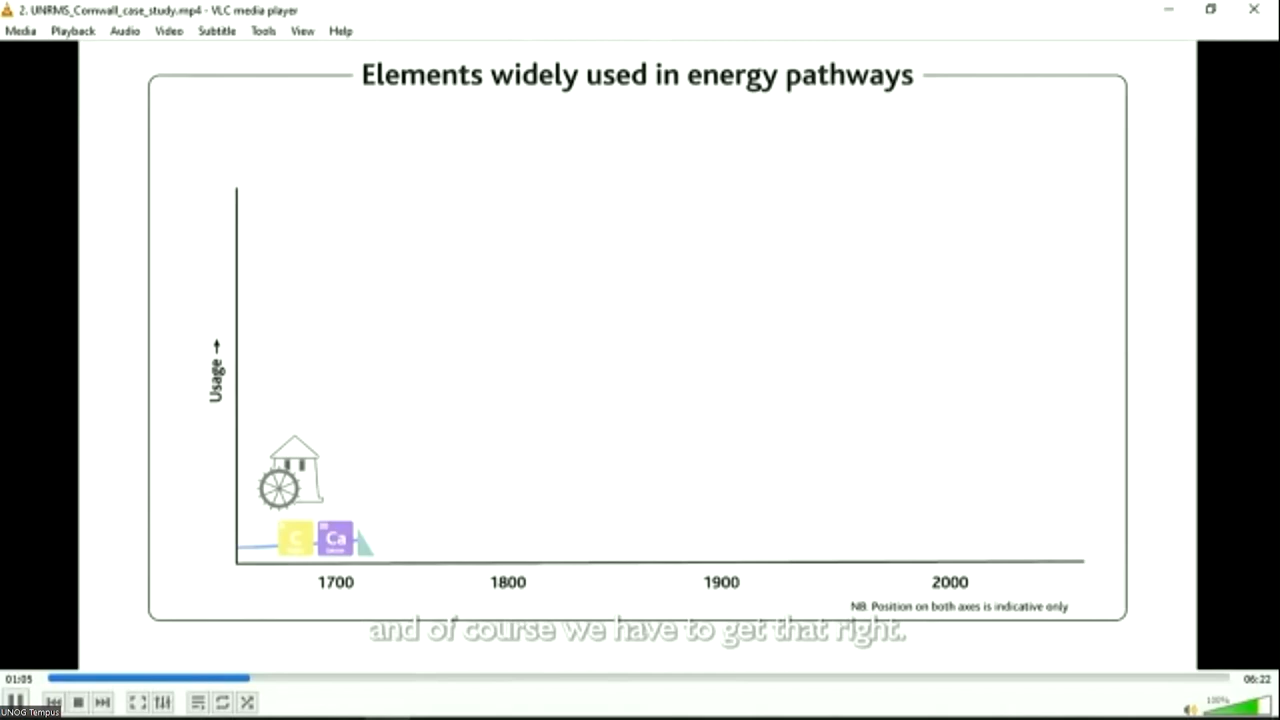 2. UNRMS_Cornwall_case_study.mp4 - VLC media player
Media Playback Audio Video Subtitle Tools View Help
Elements widely used in energy pathways
Usage →
C
Ca
1700 1800 1900 2000
NB. Position on both axes is indicative only
and of course we have to get that right.
01:05
06:22
100%
UNOG Tempus